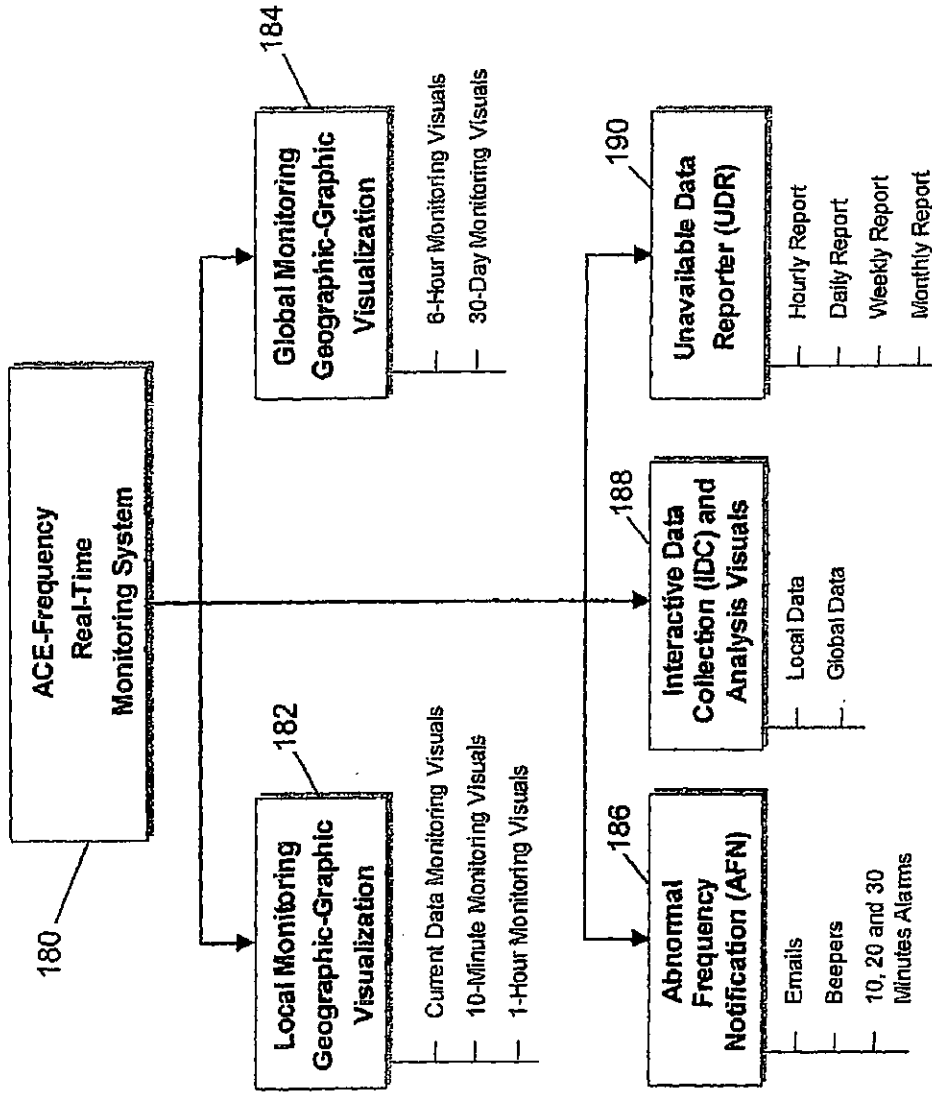 ACE-Frequency
Real-Time
Monitoring System
180
Local Monitoring
Geographic-Graphic
Visualization
182
Current Data Monitoring Visuals
10-Minute Monitoring Visuals
1-Hour Monitoring Visuals
Global Monitoring
Geographic-Graphic
Visualization
184
6-Hour Monitoring Visuals
30-Day Monitoring Visuals
Abnormal
Frequency
Notification (AFN)
186
Emails
Beepers
10, 20 and 30
Minutes Alarms
Interactive Data
Collection (IDC) and
Analysis Visuals
188
Local Data
Global Data
Unavailable Data
Reporter (UDR)
190
Hourly Report
Daily Report
Weekly Report
Monthly Report